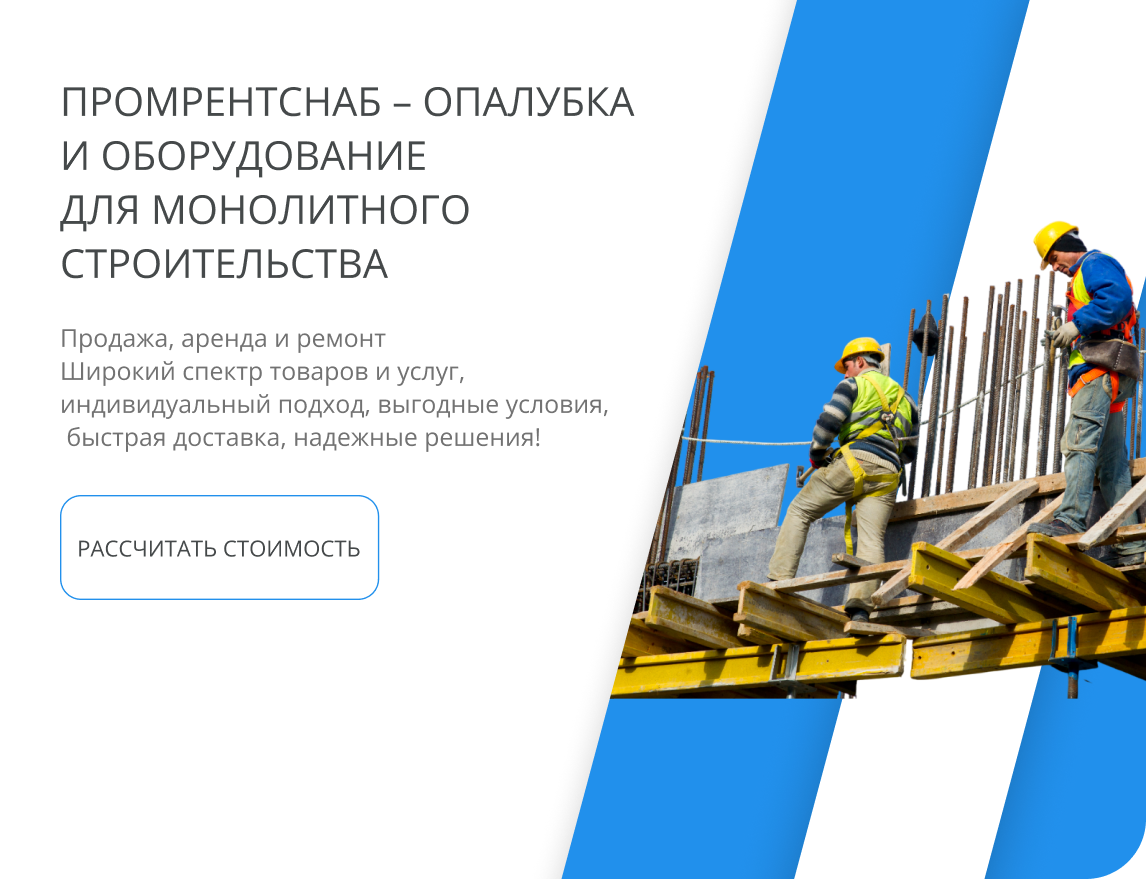 ПРОМРЕНТСНАБ – ОПАЛУБКА
И ОБОРУДОВАНИЕ
ДЛЯ МОНОЛИТНОГО
СТРОИТЕЛЬСТВА
Продажа, аренда и ремонт
Широкий спектр товаров и услуг,
индивидуальный подход, выгодные условия,
быстрая доставка, надежные решения!
РАССЧИТАТЬ СТОИМОСТЬ